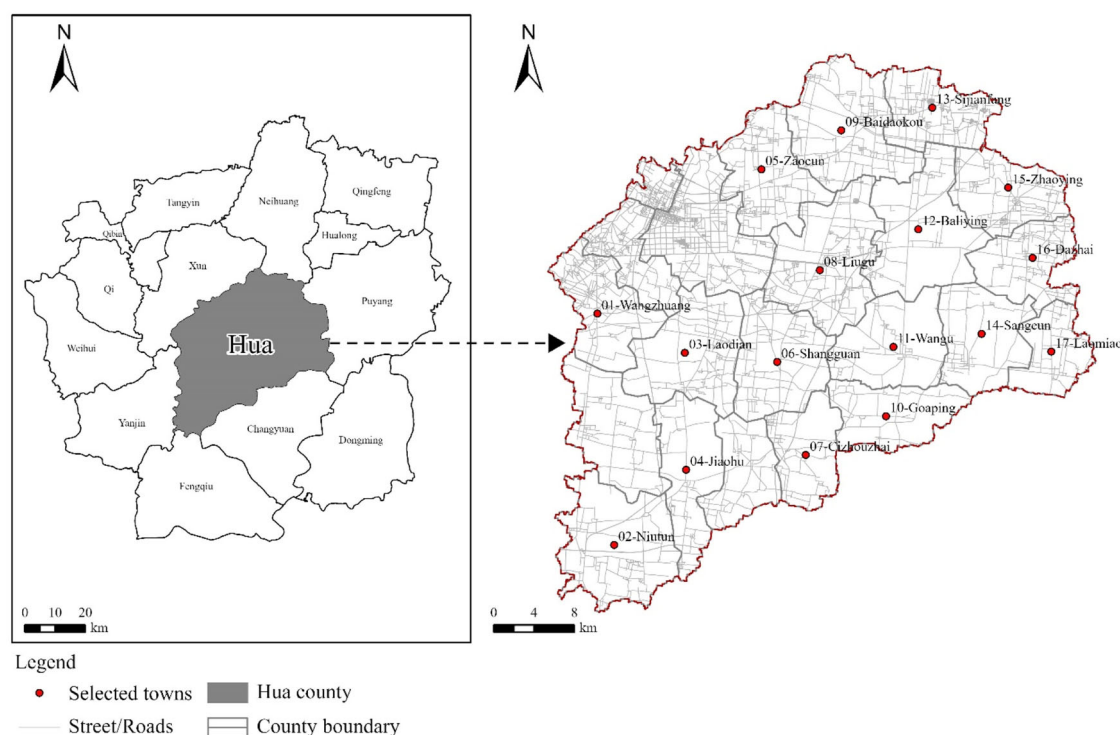 N
Tangyin
Neihuang
Qingfeng
Qibin
Hualong
Xua
Qi
Puyang
Weihui
Hua
Yanjin
Changyuan
Dongming
Fengqiu
0 10 20
km
N
13-Sijianfang
09-Baidaokou
05-Zaocun
15-Zhaoying
12-Baliying
16-Dazhai
08-Liugu
01-Wangzhuang
14-Sangcun
11-Wangu
03-Laodian
17-Laomiao
06-Shangguan
10-Goaping
07-Cizhouzhai
04-Jiaohu
02-Niutun
0 4 8
km
Legend
Selected towns
Hua county
Street/Roads
County boundary